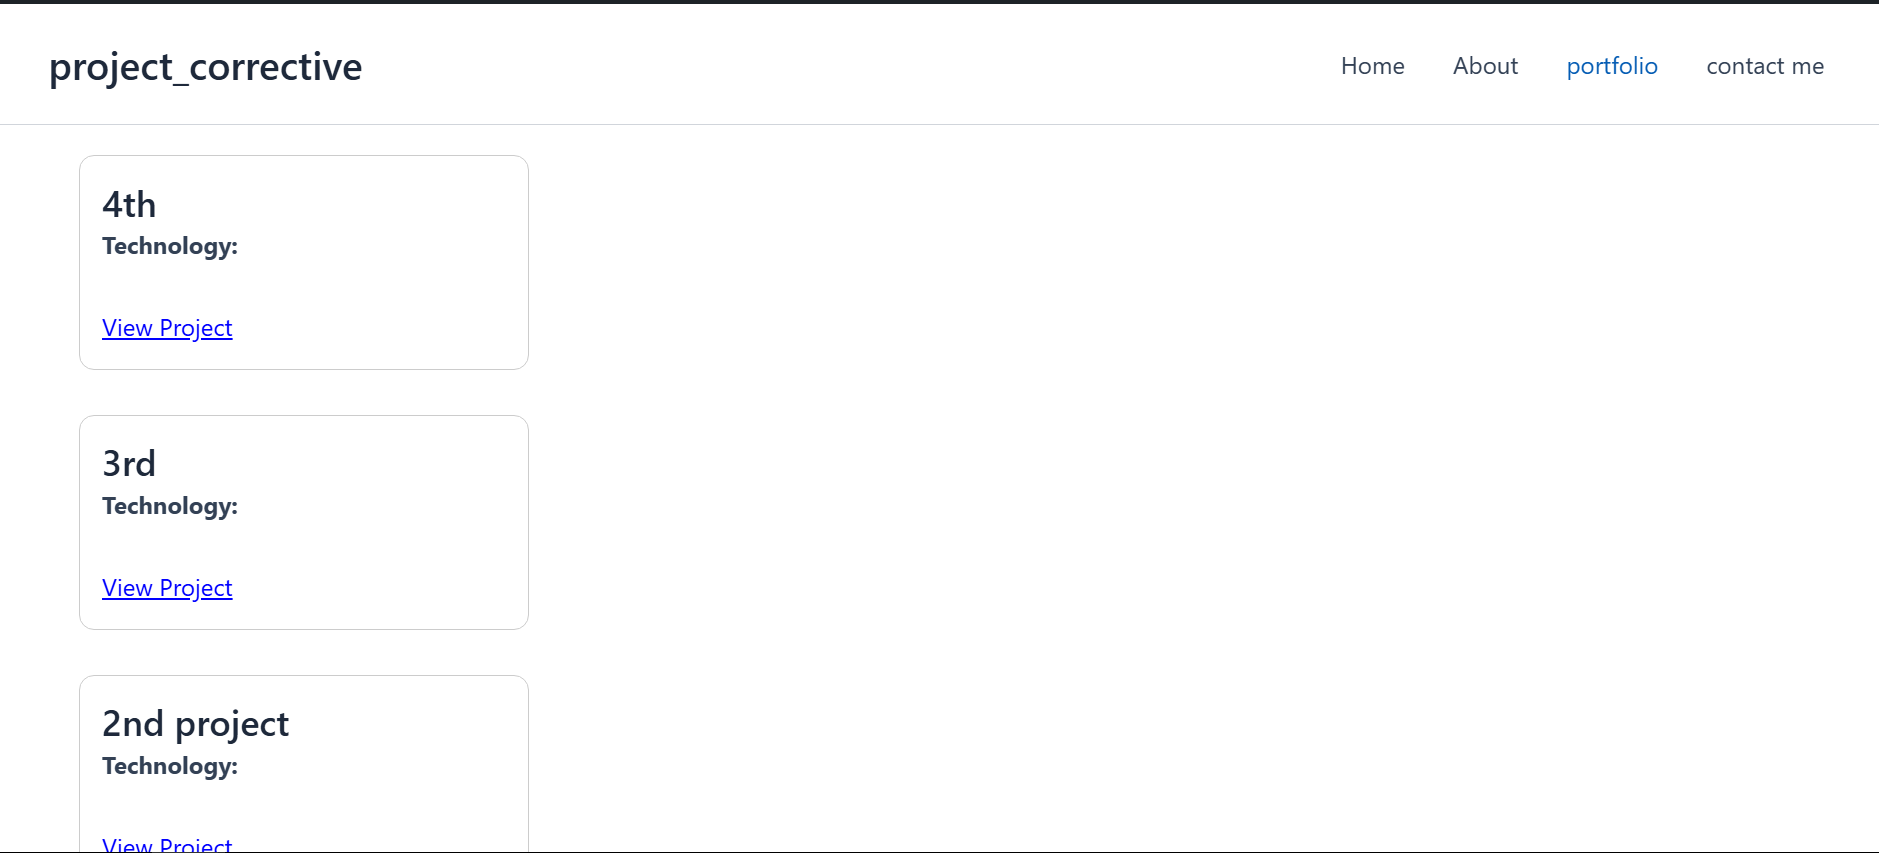 project_corrective
Home About portfolio contact me
4th
Technology:
View Project
3rd
Technology:
View Project
2nd project
Technology:
View Project